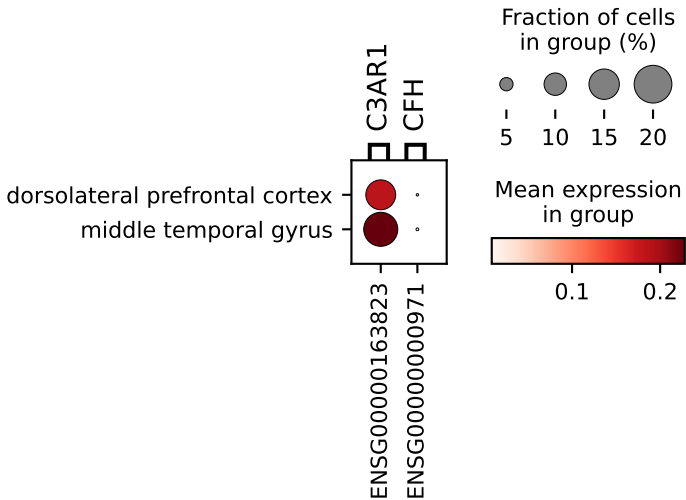 Fraction of cells
in group (%)
5 10 15 20
Mean expression
in group
0.1 0.2
C3AR1
CFH
dorsolateral prefrontal cortex
middle temporal gyrus
ENSG00000163823
ENSG00000000971